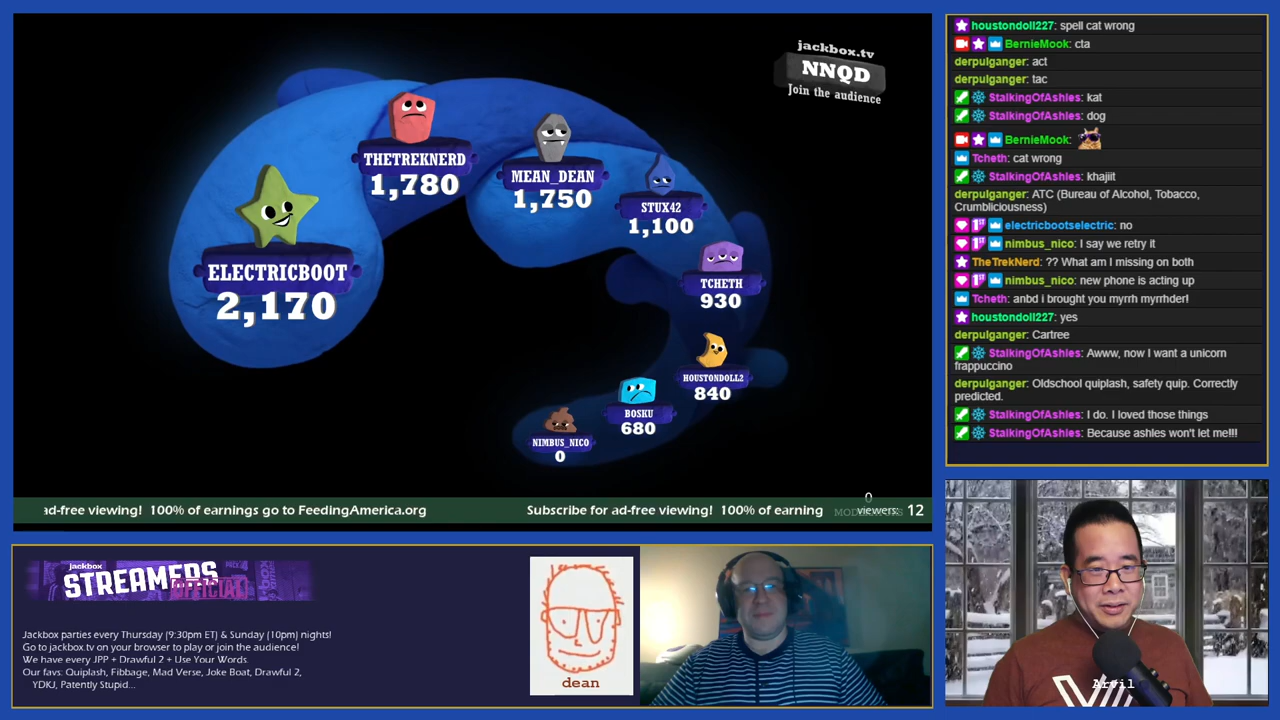 jackbox.tv
NNQD
Join the audience
THETREKNERD
1,780
MEAN_DEAN
1,750
STUX42
1,100
ELECTRICBOOT
2,170
TCHETH
930
HOUSTONDOLL2
840
BOSKU
680
NIMBUS_NICO
0
ad-free viewing!  100% of earnings go to FeedingAmerica.org
Subscribe for ad-free viewing!  100% of earning
0
viewers: 12
houstondoll227: spell cat wrong
BernieMook: cta
derpulganger: act
derpulganger: tac
StalkingOfAshles: kat
StalkingOfAshles: dog
BernieMook:
Tcheth: cat wrong
StalkingOfAshles: khajiit
derpulganger: ATC (Bureau of Alcohol, Tobacco,
Crumbliciousness)
electricbootselectric: no
nimbus_nico: I say we retry it
TheTrekNerd: ?? What am I missing on both
nimbus_nico: new phone is acting up
Tcheth: anbd i brought you myrrh myrrhder!
houstondoll227: yes
derpulganger: Cartree
StalkingOfAshles: Awww, now I want a unicorn
frappuccino
derpulganger: Oldschool quiplash, safety quip. Correctly
predicted.
StalkingOfAshles: I do. I loved those things
StalkingOfAshles: Because ashles won't let me!!!
jackbox
STREAMERS
OFFICIAL
Jackbox parties every Thursday (9:30pm ET) & Sunday (10pm) nights!
Go to jackbox.tv on your browser to play or join the audience!
We have every JPP + Drawful 2 + Use Your Words.
Our favs: Quiplash, Fibbage, Mad Verse, Joke Boat, Drawful 2,
YDKJ, Patently Stupid...
dean
Arvil